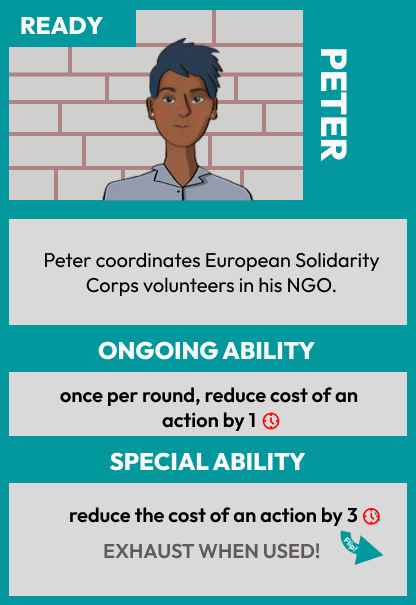 READY
PETER
Peter coordinates European Solidarity
Corps volunteers in his NGO.
ONGOING ABILITY
once per round, reduce cost of an
action by 1
SPECIAL ABILITY
reduce the cost of an action by 3
EXHAUST WHEN USED!
Flip!